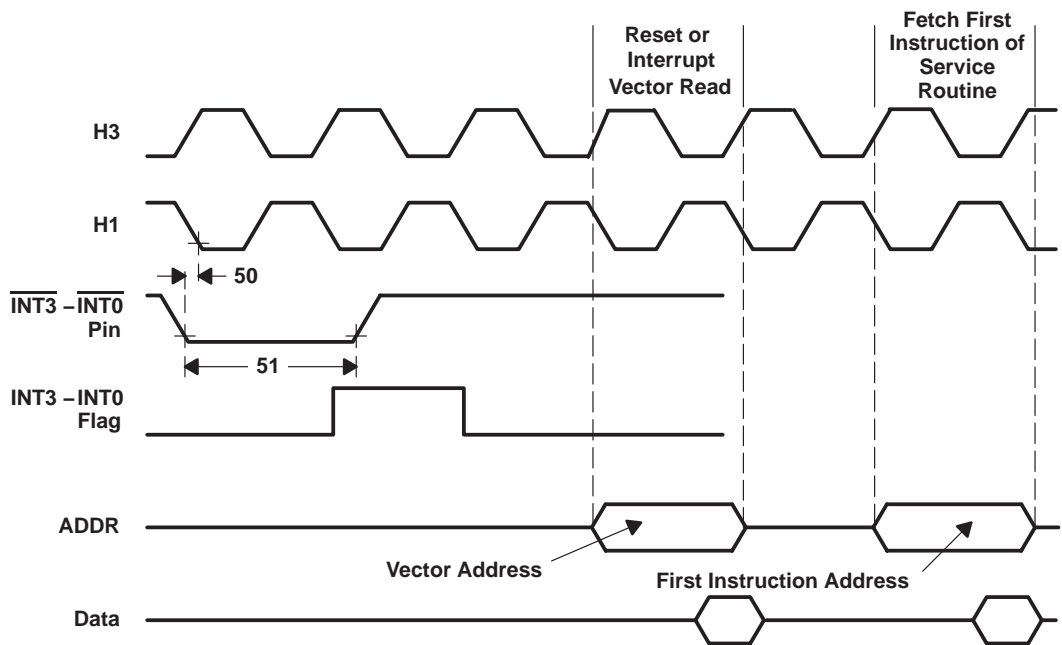 Reset or
Interrupt
Vector Read
Fetch First
Instruction of
Service
Routine
H3
H1
50
INT3 – INT0
Pin
51
INT3 – INT0
Flag
ADDR
Vector Address
First Instruction Address
Data